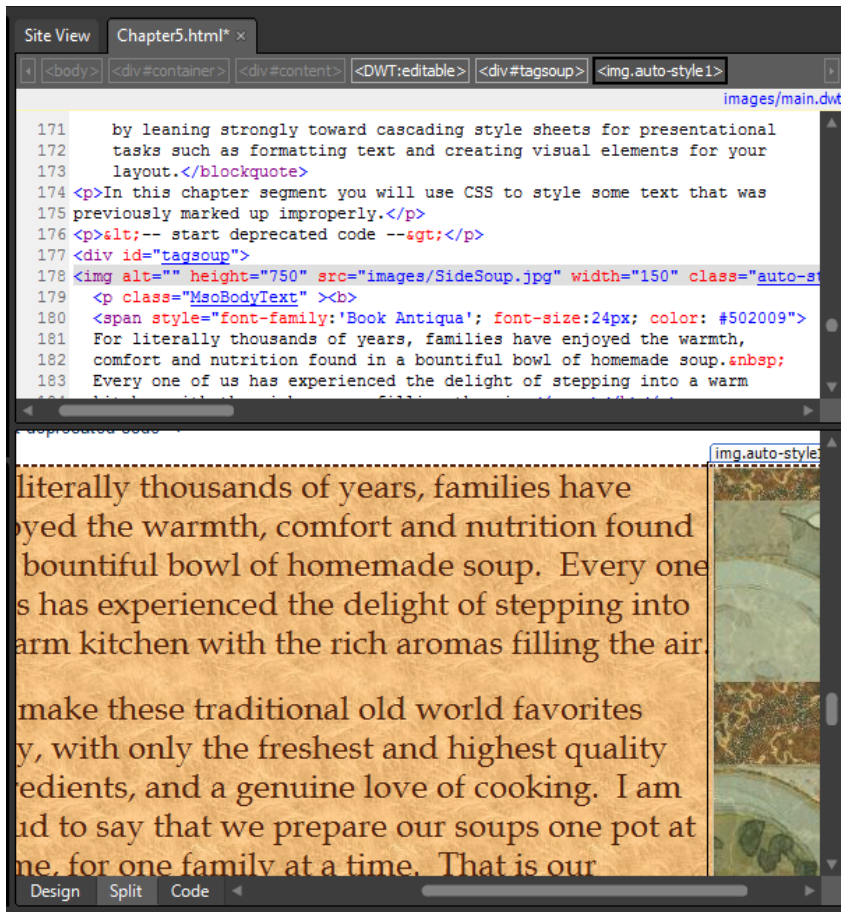 Site View Chapter5.html* ×
<body> <div#container> <div#content> <DWT:editable> <div#tagsoup> <img.auto-style1>
images/main.dwt
171 by leaning strongly toward cascading style sheets for presentational
172 tasks such as formatting text and creating visual elements for your
173 layout.</blockquote>
174 <p>In this chapter segment you will use CSS to style some text that was
175 previously marked up improperly.</p>
176 <p>&lt;-- start deprecated code --&gt;</p>
177 <div id="tagsoup">
178 <img alt="" height="750" src="images/SideSoup.jpg" width="150" class="auto-st
179 <p class="MsoBodyText" ><b>
180 <span style="font-family:'Book Antiqua'; font-size:24px; color: #502009">
181 For literally thousands of years, families have enjoyed the warmth,
182 comfort and nutrition found in a bountiful bowl of homemade soup.&nbsp;
183 Every one of us has experienced the delight of stepping into a warm
img.auto-style1
literally thousands of years, families have
oyed the warmth, comfort and nutrition found
bountiful bowl of homemade soup. Every one
s has experienced the delight of stepping into
arm kitchen with the rich aromas filling the air.
make these traditional old world favorites
y, with only the freshest and highest quality
redients, and a genuine love of cooking. I am
ud to say that we prepare our soups one pot at
me, for one family at a time. That is our
Design Split Code